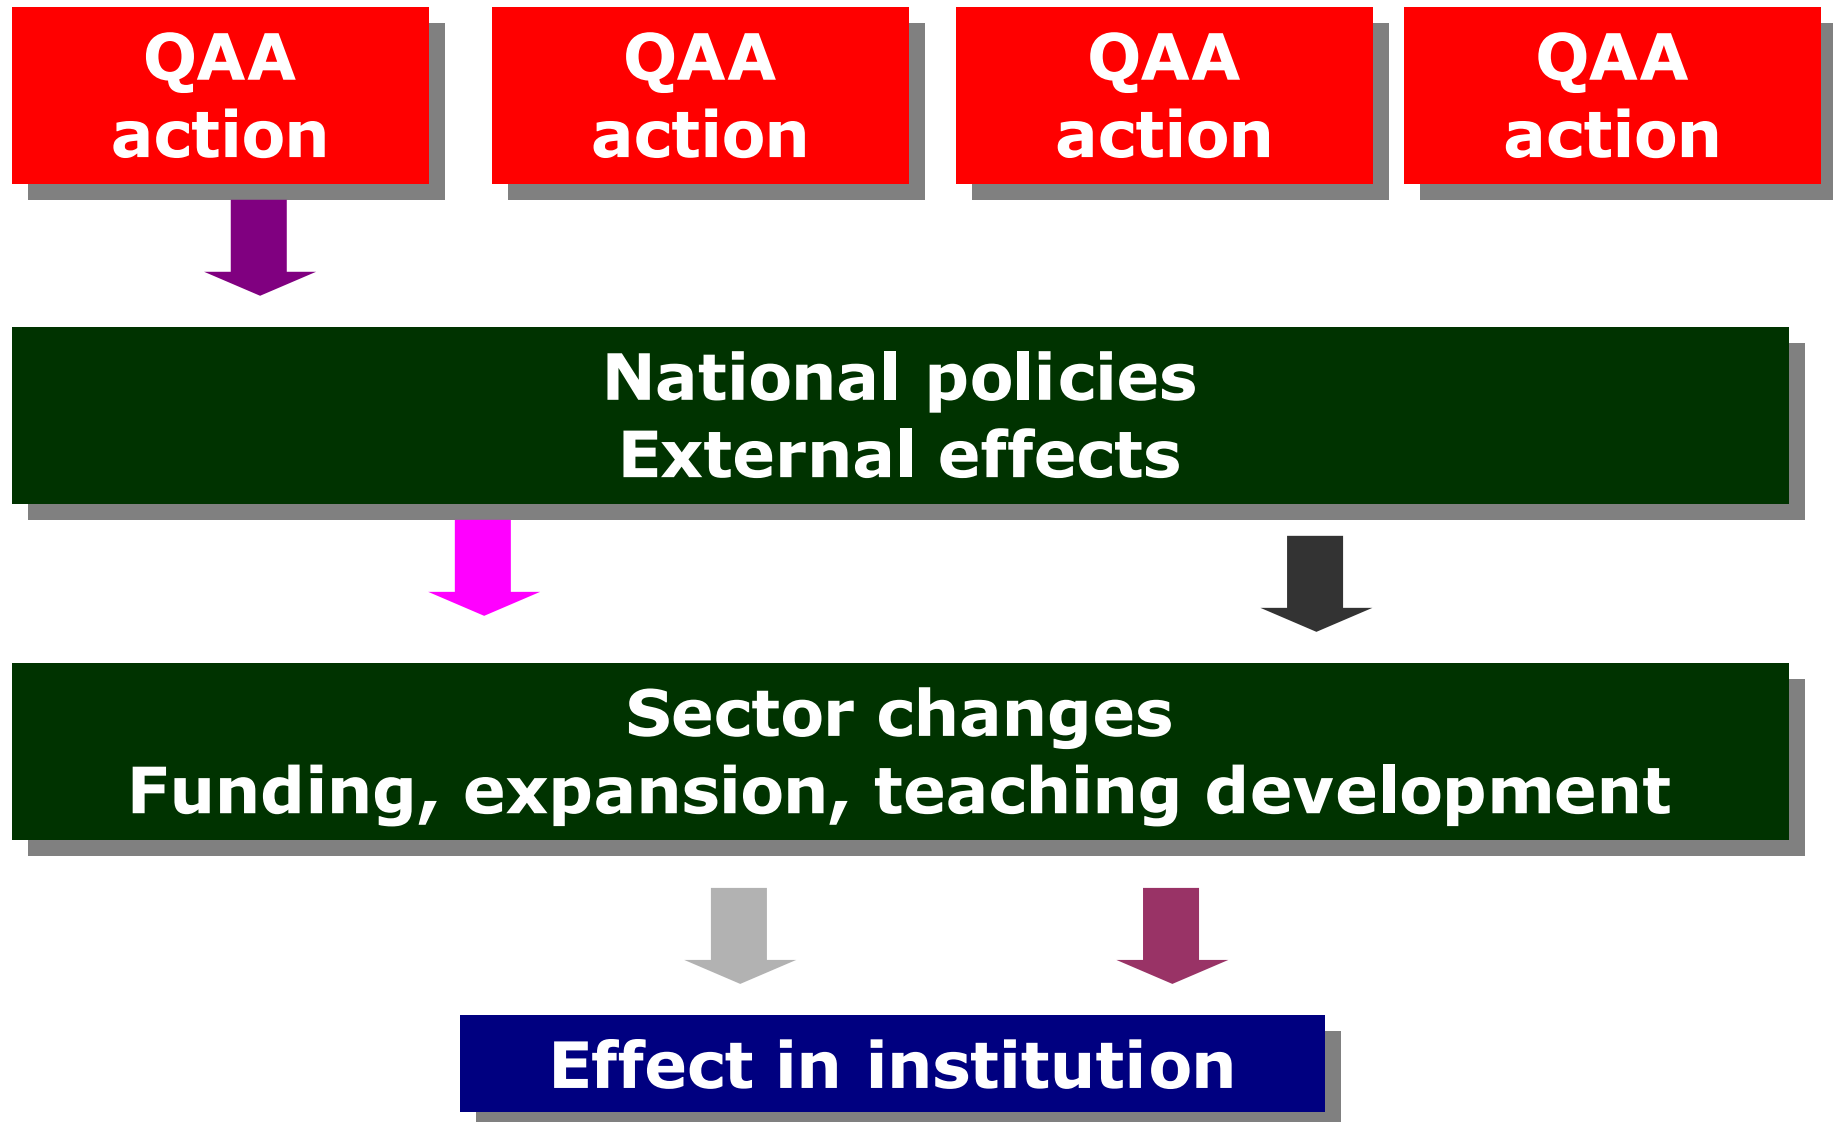 QAA
action
QAA
action
QAA
action
QAA
action
National policies
External effects
Sector changes
Funding, expansion, teaching development
Effect in institution